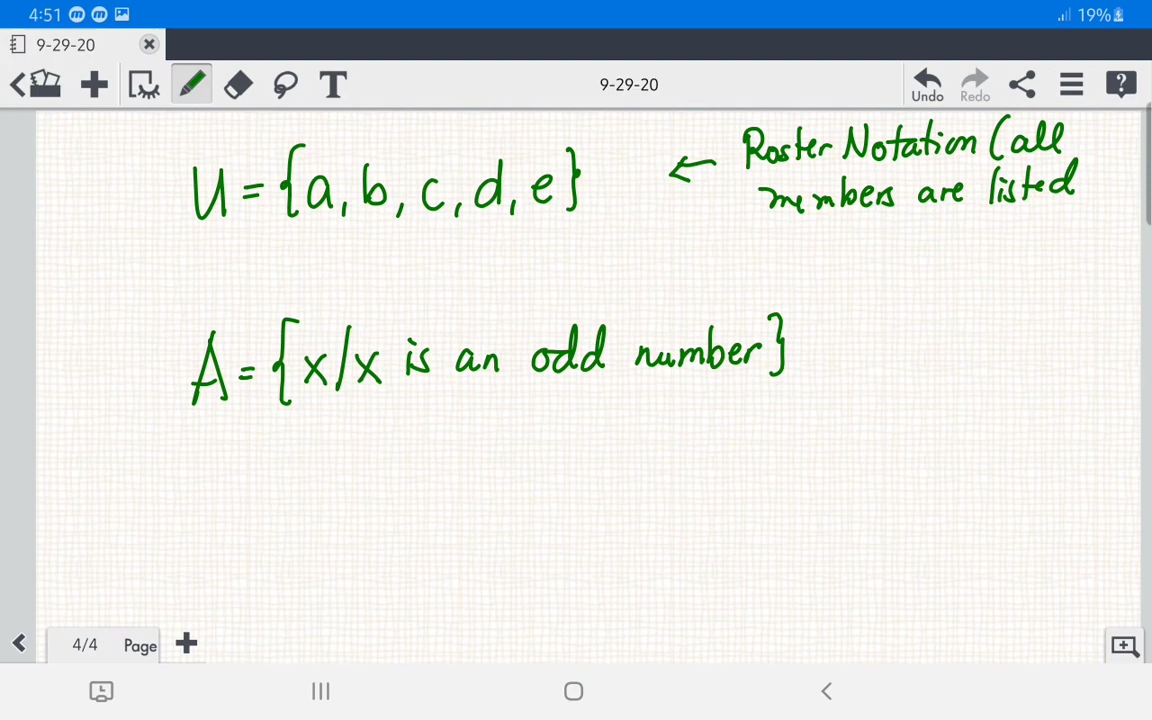 4:51 19%
9-29-20
9-29-20 Undo Redo
U = {a, b, c, d, e} ← Roster Notation (all
members are listed
A = {x/x is an odd number}
4/4 Page